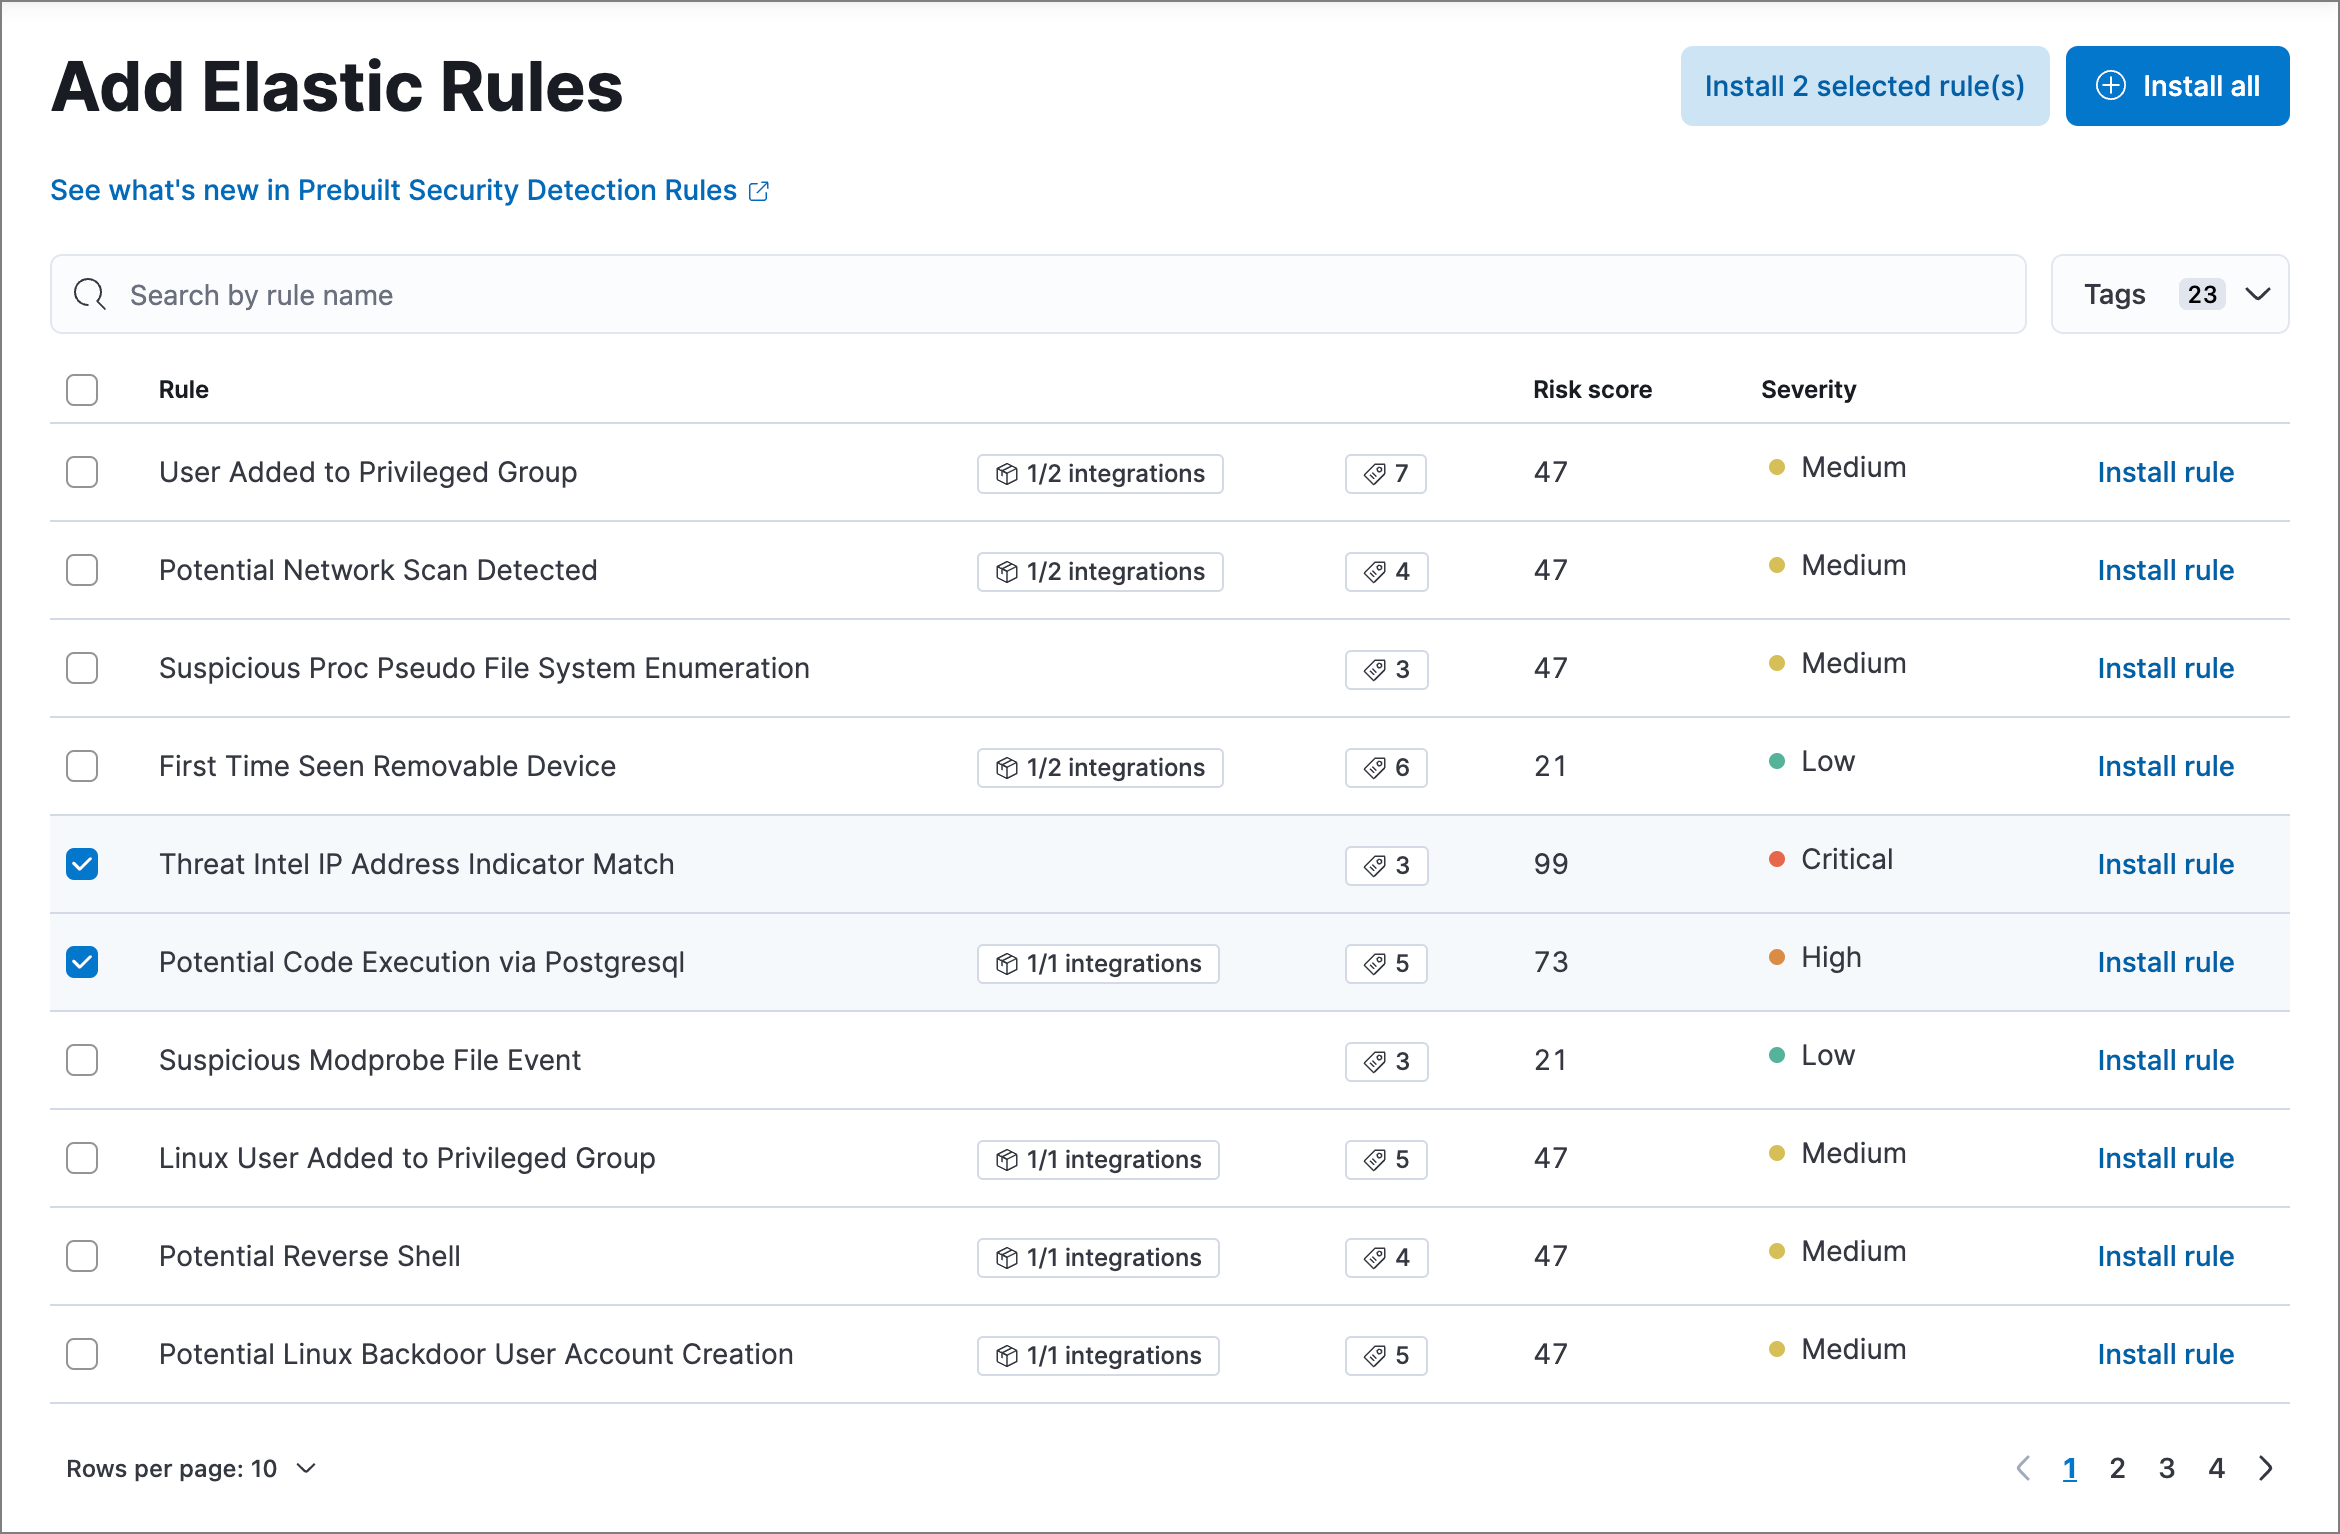 Add Elastic Rules
Install 2 selected rule(s)
Install all
See what's new in Prebuilt Security Detection Rules
Search by rule name
Tags 23
Rule Risk score Severity
User Added to Privileged Group 1/2 integrations 7 47 Medium Install rule
Potential Network Scan Detected 1/2 integrations 4 47 Medium Install rule
Suspicious Proc Pseudo File System Enumeration 3 47 Medium Install rule
First Time Seen Removable Device 1/2 integrations 6 21 Low Install rule
Threat Intel IP Address Indicator Match 3 99 Critical Install rule
Potential Code Execution via Postgresql 1/1 integrations 5 73 High Install rule
Suspicious Modprobe File Event 3 21 Low Install rule
Linux User Added to Privileged Group 1/1 integrations 5 47 Medium Install rule
Potential Reverse Shell 1/1 integrations 4 47 Medium Install rule
Potential Linux Backdoor User Account Creation 1/1 integrations 5 47 Medium Install rule
Rows per page: 10
1 2 3 4